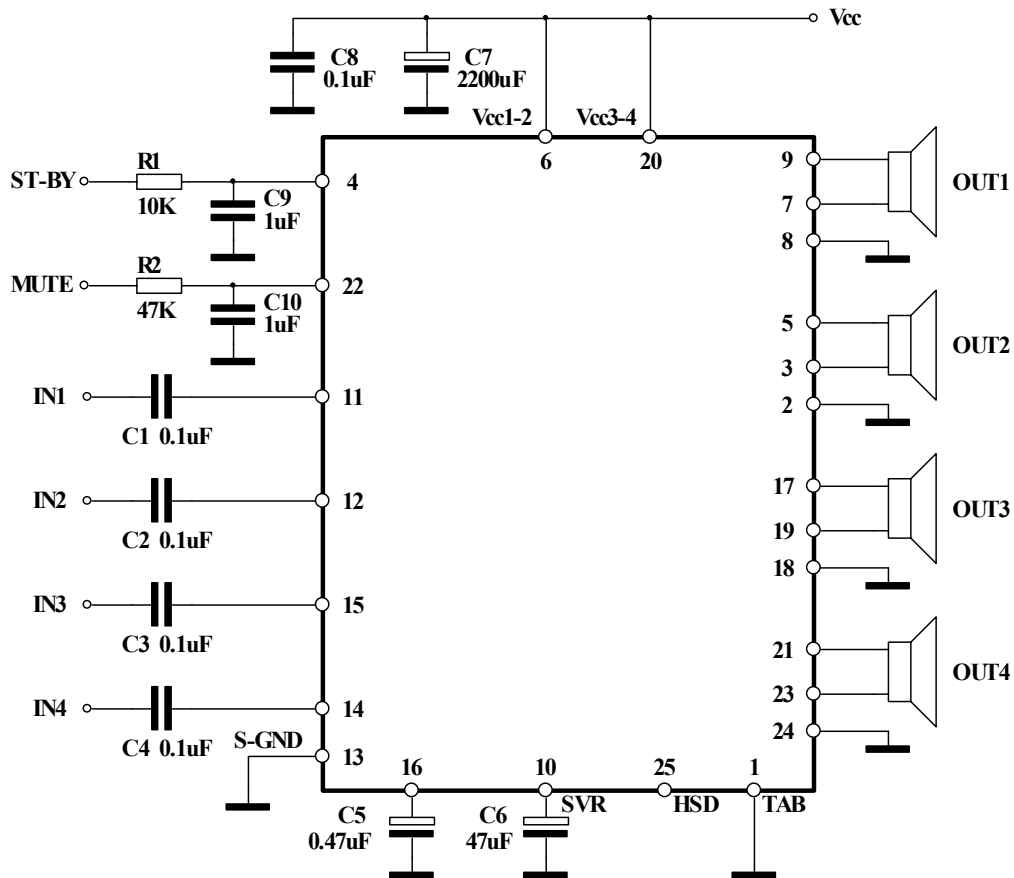 Vcc
C8
0.1uF
C7
2200uF
Vcc1-2
Vcc3-4
6
20
ST-BY
R1
10K
C9
1uF
4
MUTE
R2
47K
C10
1uF
22
IN1
C1 0.1uF
11
IN2
C2 0.1uF
12
IN3
C3 0.1uF
15
IN4
C4 0.1uF
14
S-GND
13
9
7
8
OUT1
5
3
2
OUT2
17
19
18
OUT3
21
23
24
OUT4
16
10
25
1
SVR
HSD
TAB
C5
0.47uF
C6
47uF